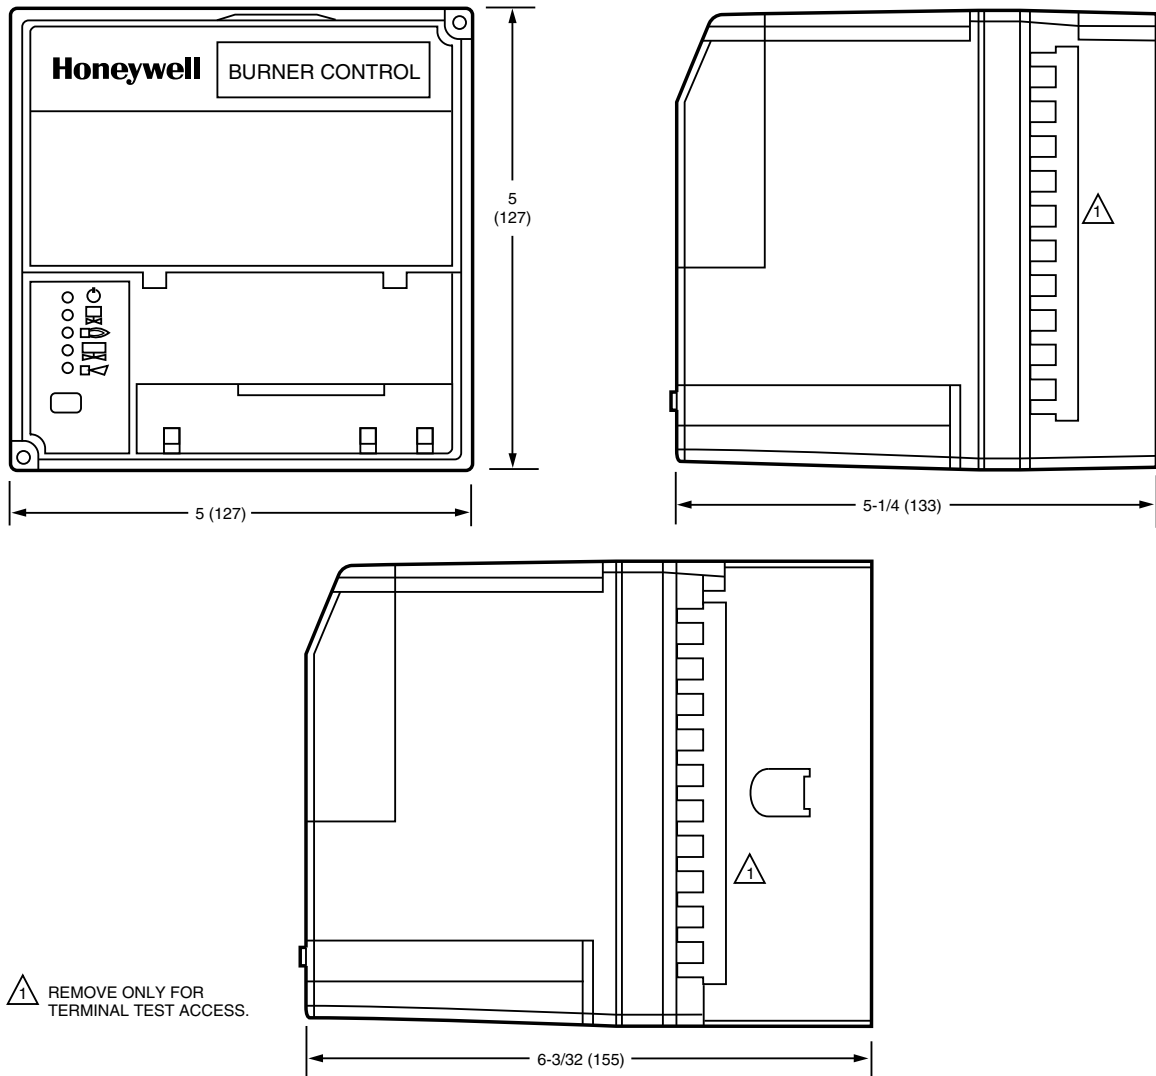 Honeywell
BURNER CONTROL
5
(127)
5 (127)
1
5-1/4 (133)
1
1 REMOVE ONLY FOR
TERMINAL TEST ACCESS.
6-3/32 (155)